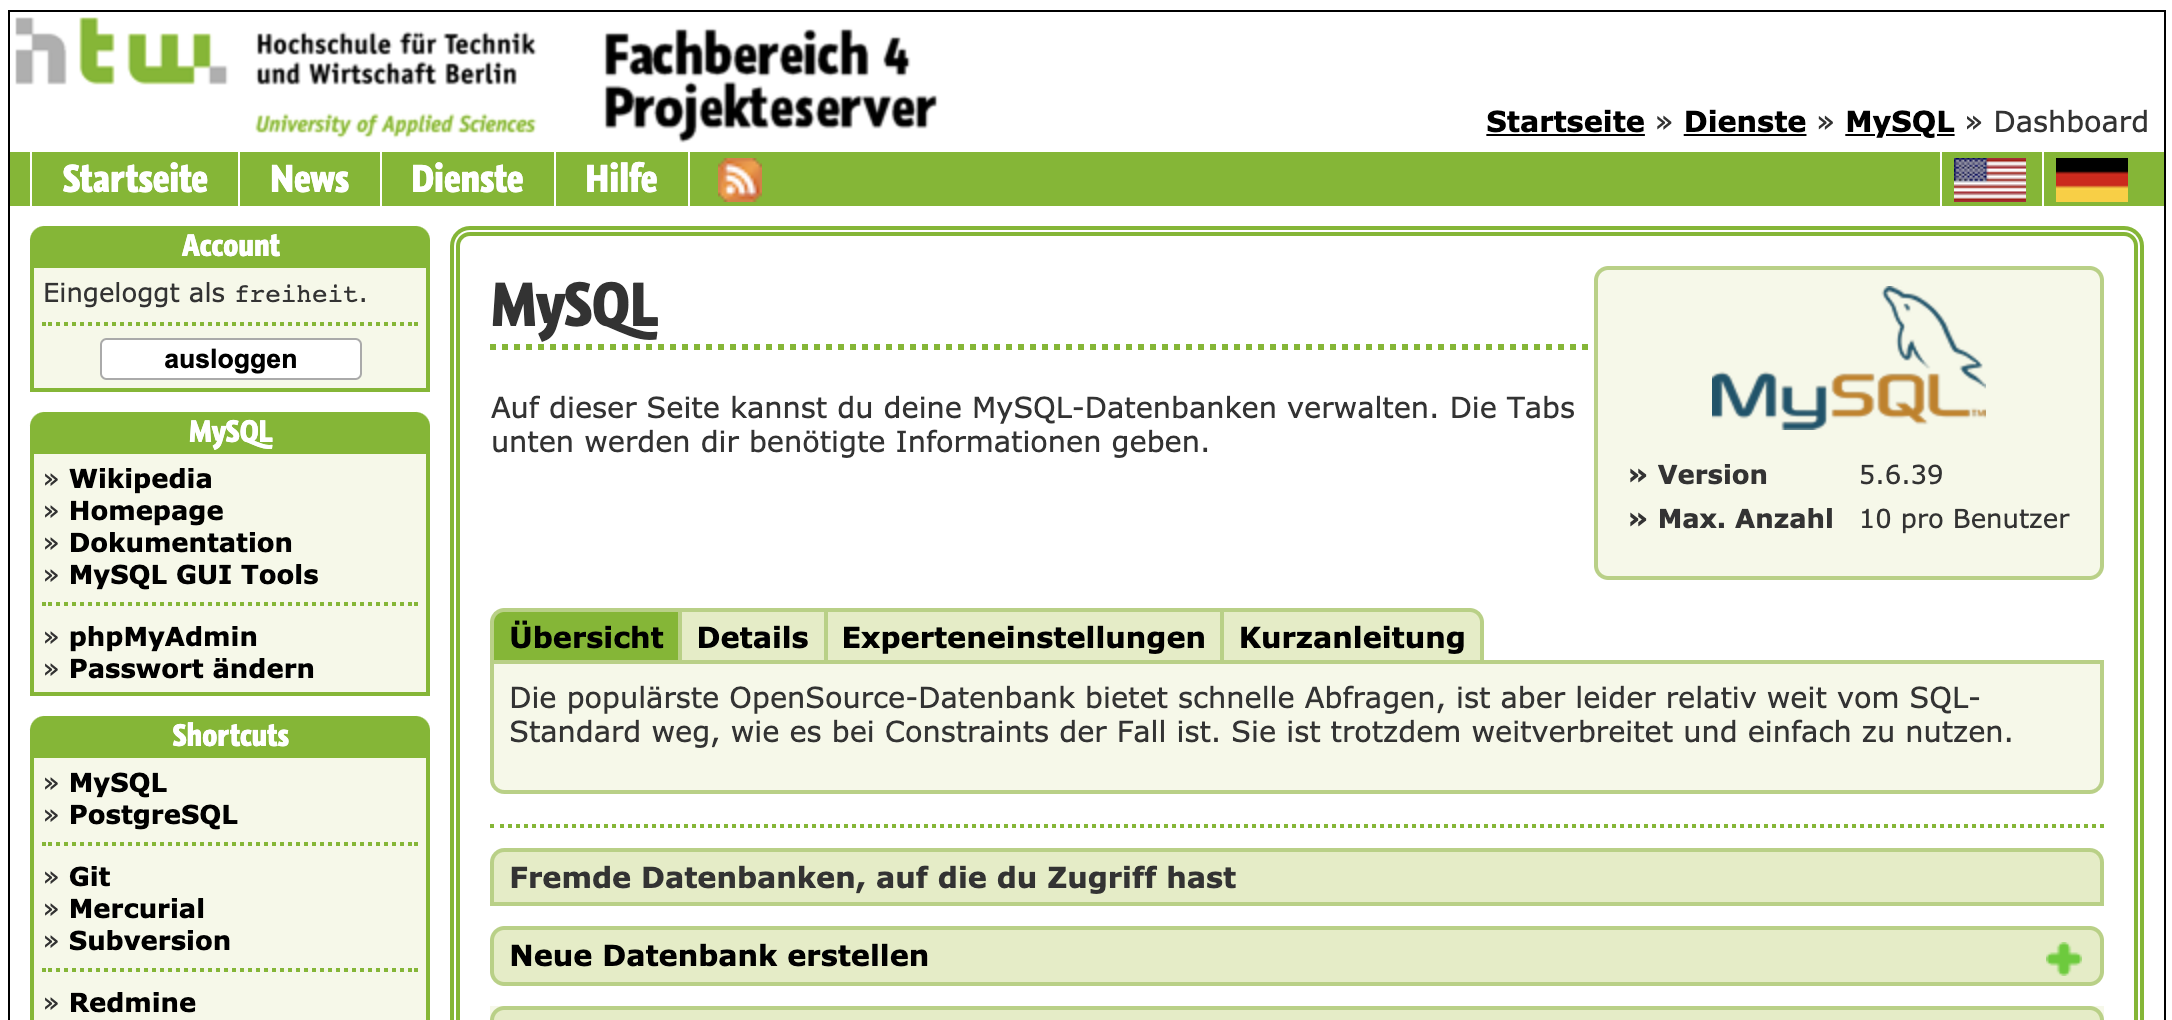 htw.
Hochschule für Technik
und Wirtschaft Berlin
University of Applied Sciences
Fachbereich 4
Projekteserver
Startseite » Dienste » MySQL » Dashboard
Startseite News Dienste Hilfe
Account
Eingeloggt als freiheit.
ausloggen
MySQL
» Wikipedia
» Homepage
» Dokumentation
» MySQL GUI Tools
» phpMyAdmin
» Passwort ändern
Shortcuts
» MySQL
» PostgreSQL
» Git
» Mercurial
» Subversion
» Redmine
MySQL
Auf dieser Seite kannst du deine MySQL-Datenbanken verwalten. Die Tabs
unten werden dir benötigte Informationen geben.
MySQL™
» Version 5.6.39
» Max. Anzahl 10 pro Benutzer
Übersicht Details Experteneinstellungen Kurzanleitung
Die populärste OpenSource-Datenbank bietet schnelle Abfragen, ist aber leider relativ weit vom SQL-
Standard weg, wie es bei Constraints der Fall ist. Sie ist trotzdem weitverbreitet und einfach zu nutzen.
Fremde Datenbanken, auf die du Zugriff hast
Neue Datenbank erstellen